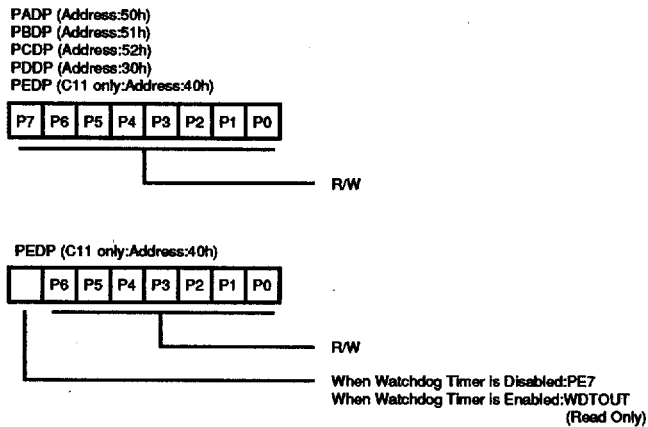 PADP (Address:50h)
PBDP (Address:51h)
PCDP (Address:52h)
PDDP (Address:30h)
PEDP (C11 only:Address:40h)
P7 P6 P5 P4 P3 P2 P1 P0
R/W
PEDP (C11 only:Address:40h)
P6 P5 P4 P3 P2 P1 P0
R/W
When Watchdog Timer is Disabled:PE7
When Watchdog Timer is Enabled:WDTOUT
(Read Only)